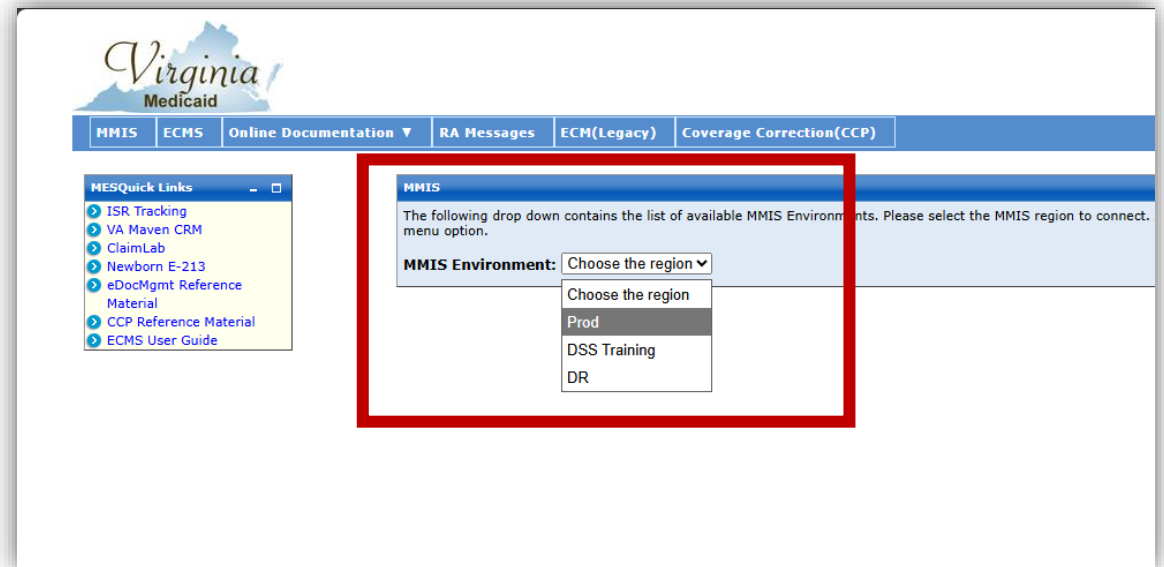 Virginia
Medicaid
MMIS ECMS Online Documentation ▼ RA Messages ECM(Legacy) Coverage Correction(CCP)
MESQuick Links
ISR Tracking
VA Maven CRM
ClaimLab
Newborn E-213
eDocMgmt Reference
Material
CCP Reference Material
ECMS User Guide
MMIS
The following drop down contains the list of available MMIS Environments. Please select the MMIS region to connect.
menu option.
MMIS Environment: Choose the region
Choose the region
Prod
DSS Training
DR